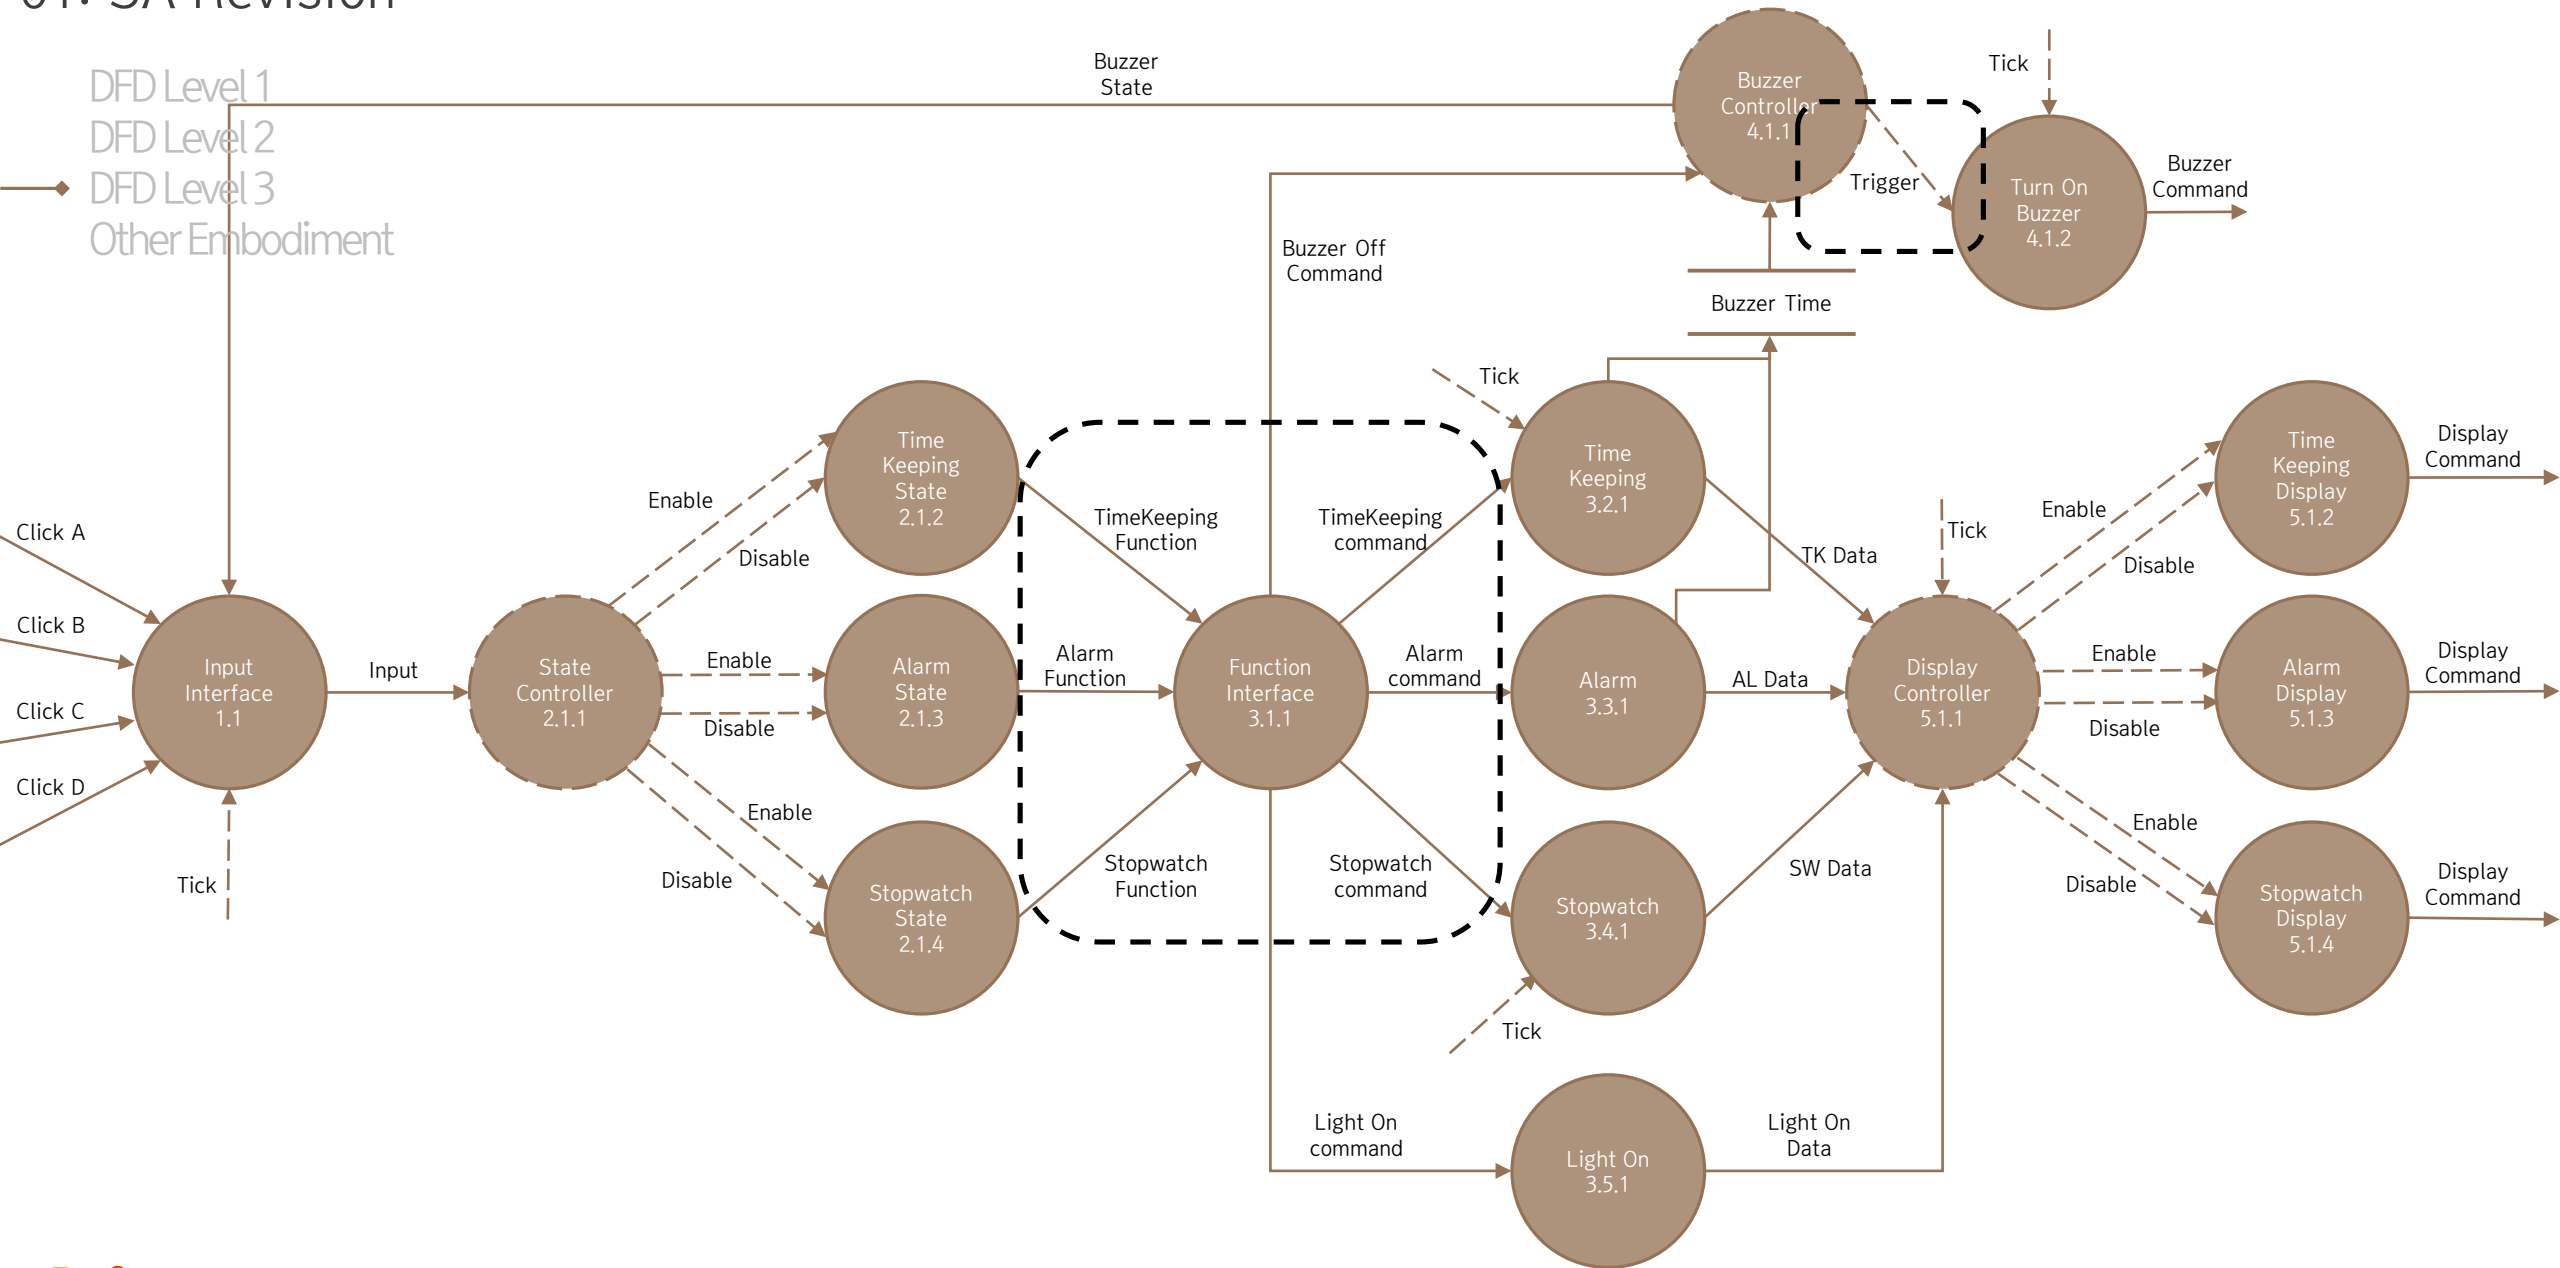 01. SA Revision
DFD Level 1
DFD Level 2
DFD Level 3
Other Embodiment
Buzzer
State
Buzzer
Controller
4.1.1
Tick
Trigger
Turn On
Buzzer
4.1.2
Buzzer
Command
Buzzer Off
Command
Buzzer Time
Tick
Time
Keeping
State
2.1.2
Time
Keeping
3.2.1
Time
Keeping
Display
5.1.2
Display
Command
Enable
Disable
TimeKeeping
Function
TimeKeeping
command
TK Data
Tick
Enable
Disable
Click A
Click B
Click C
Click D
Input
Interface
1.1
Input
State
Controller
2.1.1
Enable
Disable
Alarm
State
2.1.3
Alarm
Function
Function
Interface
3.1.1
Alarm
command
Alarm
3.3.1
AL Data
Display
Controller
5.1.1
Enable
Disable
Alarm
Display
5.1.3
Display
Command
Tick
Enable
Disable
Stopwatch
State
2.1.4
Stopwatch
Function
Stopwatch
command
Stopwatch
3.4.1
SW Data
Tick
Enable
Disable
Stopwatch
Display
5.1.4
Display
Command
Light On
command
Light On
3.5.1
Light On
Data